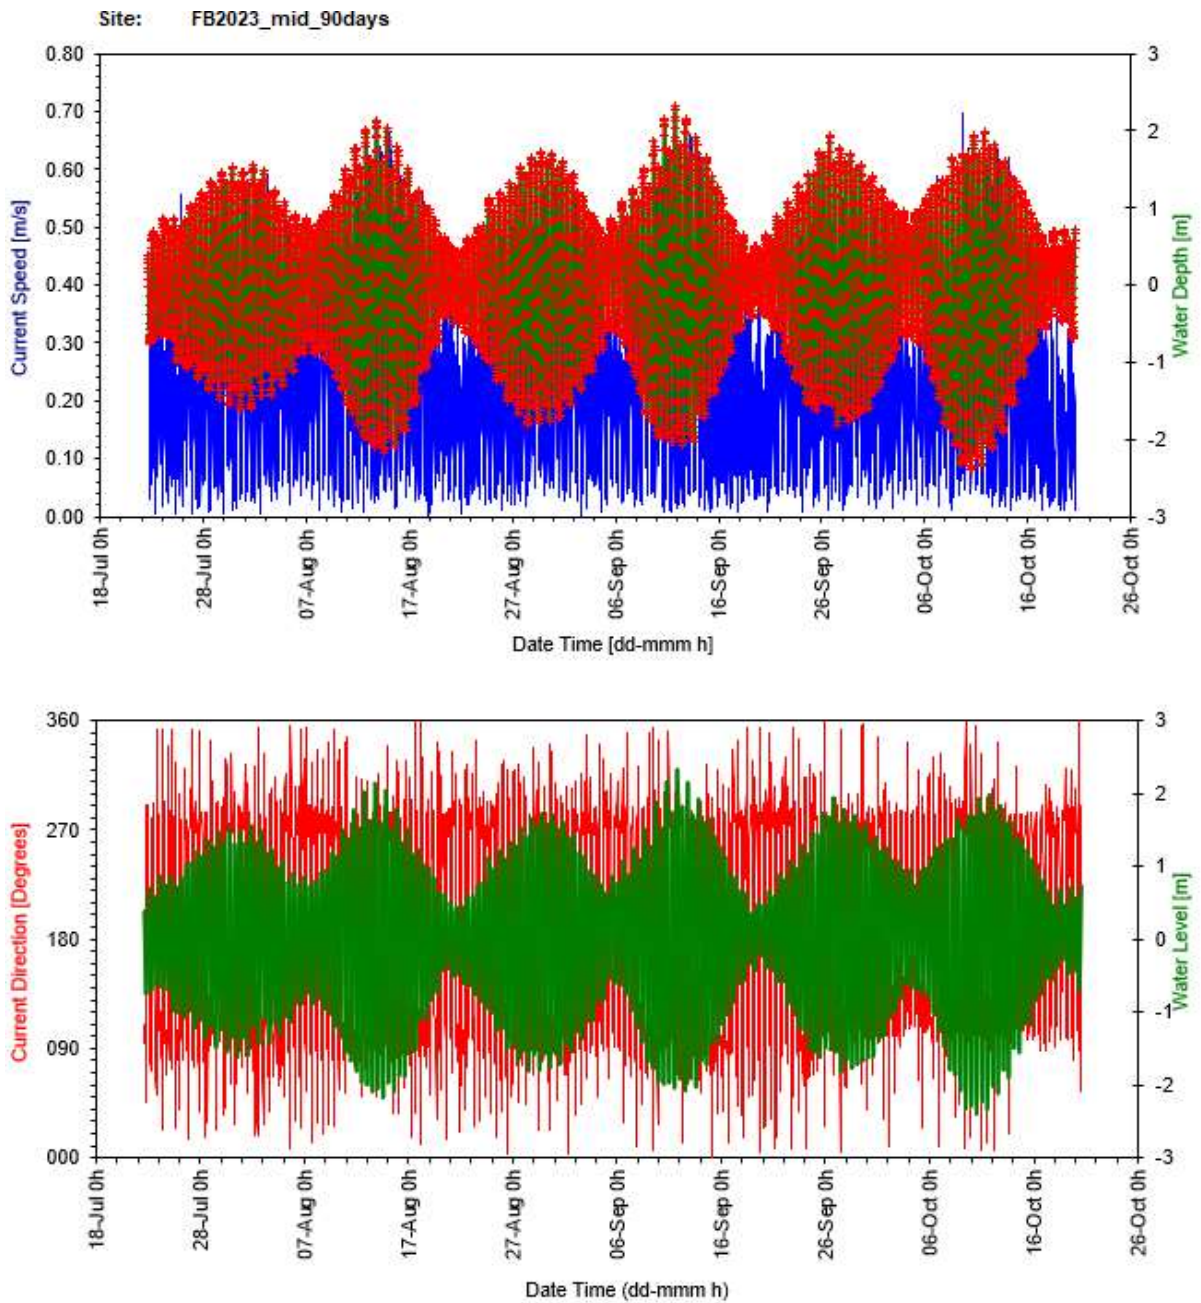 Site: FB2023_mid_90days
0.80
0.70
0.60
0.50
0.40
0.30
0.20
0.10
0.00
Current Speed [m/s]
3
2
1
0
-1
-2
-3
Water Depth [m]
18-Jul 0h
28-Jul 0h
07-Aug 0h
17-Aug 0h
27-Aug 0h
06-Sep 0h
16-Sep 0h
26-Sep 0h
06-Oct 0h
16-Oct 0h
26-Oct 0h
Date Time [dd-mmm h]
360
270
180
090
000
Current Direction [Degrees]
3
2
1
0
-1
-2
-3
Water Level [m]
18-Jul 0h
28-Jul 0h
07-Aug 0h
17-Aug 0h
27-Aug 0h
06-Sep 0h
16-Sep 0h
26-Sep 0h
06-Oct 0h
16-Oct 0h
26-Oct 0h
Date Time (dd-mmm h)